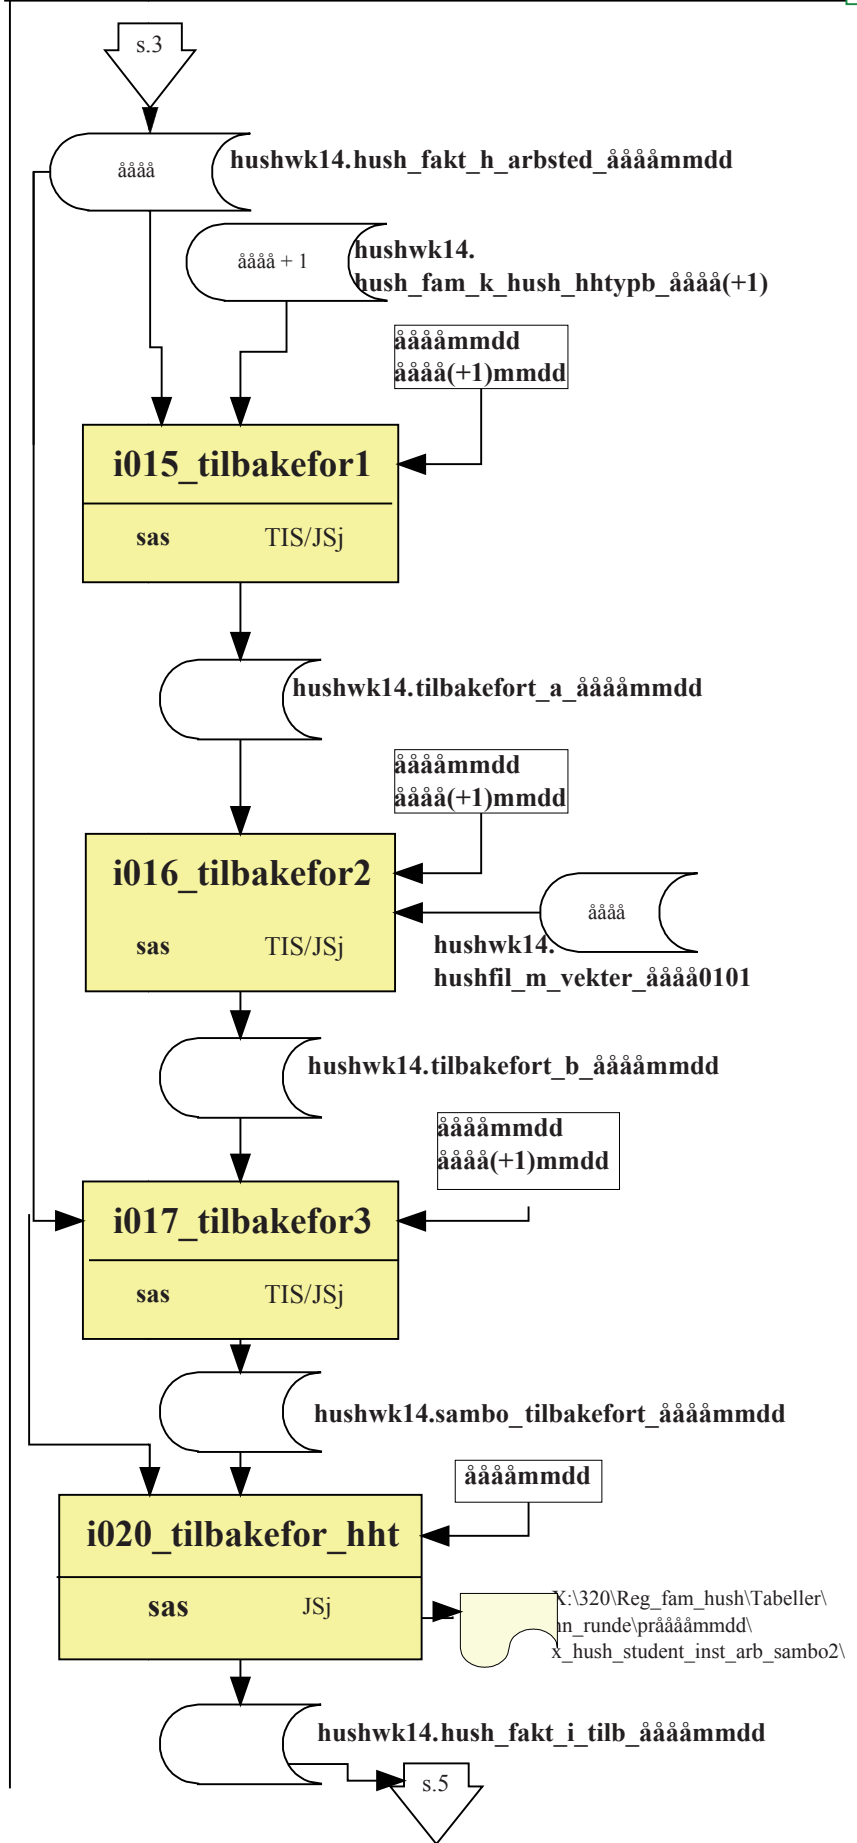 s.3
åååå
hushwk14.hush_fakt_h_arbsted_ååååmmdd
åååå + 1
hushwk14.
hush_fam_k_hush_hhtypb_åååå(+1)
ååååmmdd
åååå(+1)mmdd
i015_tilbakefor1
sas TIS/JSj
hushwk14.tilbakefort_a_ååååmmdd
ååååmmdd
åååå(+1)mmdd
i016_tilbakefor2
sas TIS/JSj
åååå
hushwk14.
hushfil_m_vekter_åååå0101
hushwk14.tilbakefort_b_ååååmmdd
ååååmmdd
åååå(+1)mmdd
i017_tilbakefor3
sas TIS/JSj
hushwk14.sambo_tilbakefort_ååååmmdd
ååååmmdd
i020_tilbakefor_hht
sas JSj
X:\320\Reg_fam_hush\Tabeller\
nn_runde\prååååmmdd\
x_hush_student_inst_arb_sambo2\
hushwk14.hush_fakt_i_tilb_ååååmmdd
s.5